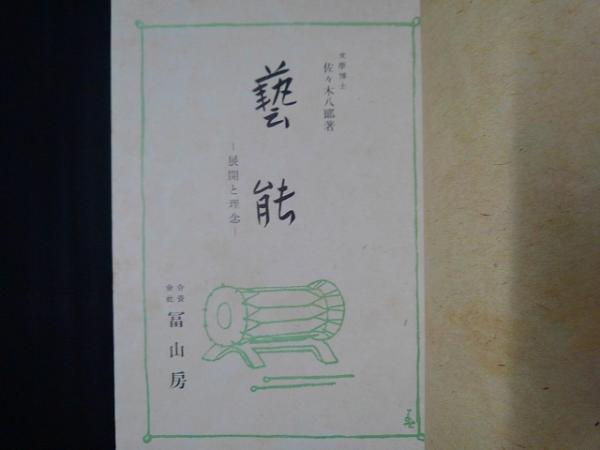 文學博士
佐々木八郎著
藝能
―展開と理念―
合資
會社
冨山房